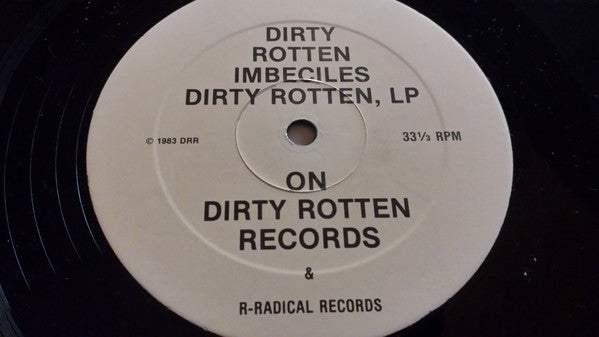 DIRTY
ROTTEN
IMBECILES
DIRTY ROTTEN, LP
© 1983 DRR
33⅓ RPM
ON
DIRTY ROTTEN
RECORDS
&
R-RADICAL RECORDS